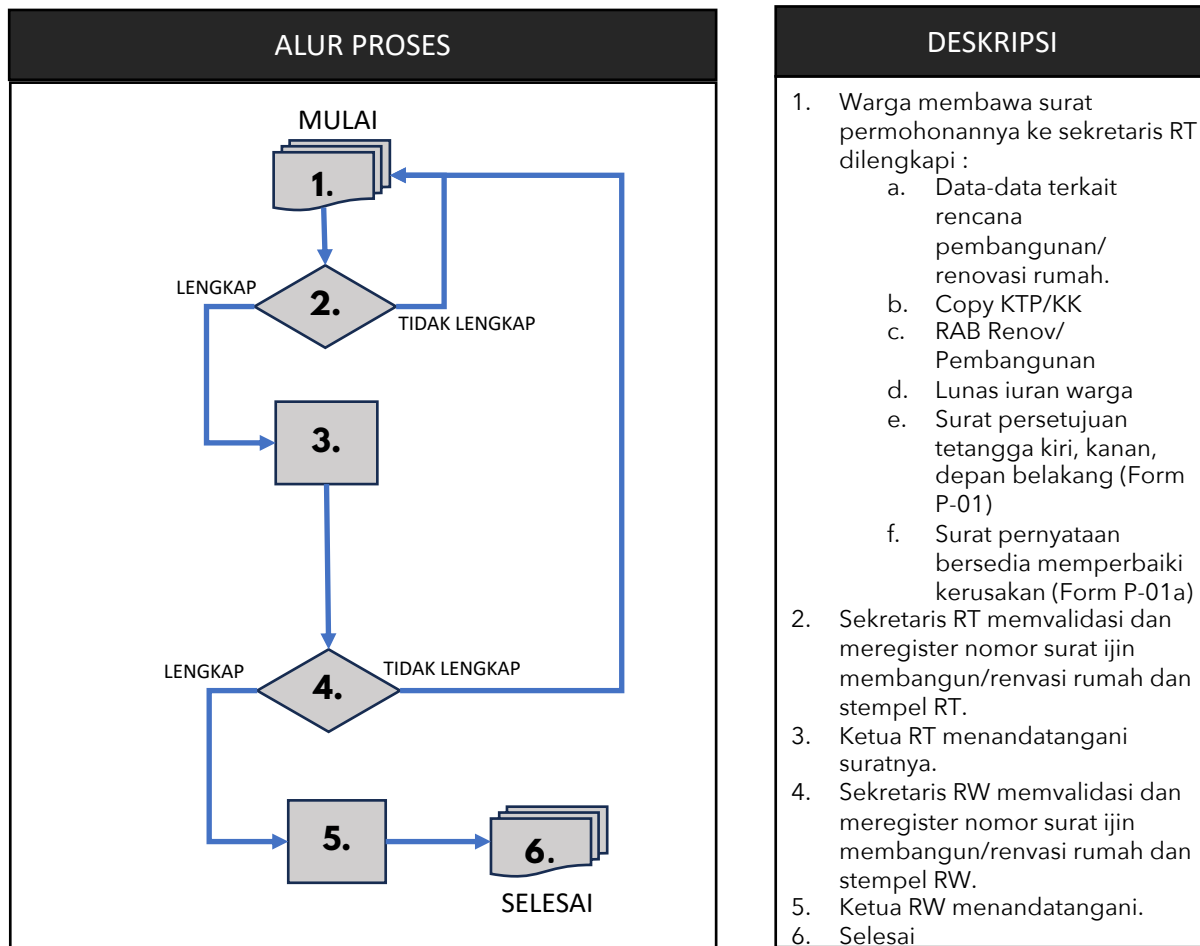 ALUR PROSES
MULAI
1.
LENGKAP
2.
TIDAK LENGKAP
3.
LENGKAP
4.
TIDAK LENGKAP
5.
6.
SELESAI
DESKRIPSI
1. Warga membawa surat
permohonannya ke sekretaris RT
dilengkapi :
a. Data-data terkait
rencana
pembangunan/
renovasi rumah.
b. Copy KTP/KK
c. RAB Renov/
Pembangunan
d. Lunas iuran warga
e. Surat persetujuan
tetangga kiri, kanan,
depan belakang (Form
P-01)
f. Surat pernyataan
bersedia memperbaiki
kerusakan (Form P-01a)
2. Sekretaris RT memvalidasi dan
meregister nomor surat ijin
membangun/renvasi rumah dan
stempel RT.
3. Ketua RT menandatangani
suratnya.
4. Sekretaris RW memvalidasi dan
meregister nomor surat ijin
membangun/renvasi rumah dan
stempel RW.
5. Ketua RW menandatangani.
6. Selesai